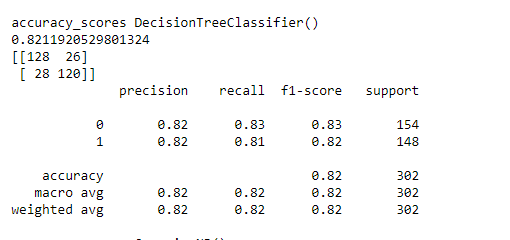 accuracy_scores DecisionTreeClassifier()
0.8211920529801324
[[128  26]
 [ 28 120]]
              precision    recall  f1-score   support

           0       0.82      0.83      0.83       154
           1       0.82      0.81      0.82       148

    accuracy                           0.82       302
   macro avg       0.82      0.82      0.82       302
weighted avg       0.82      0.82      0.82       302